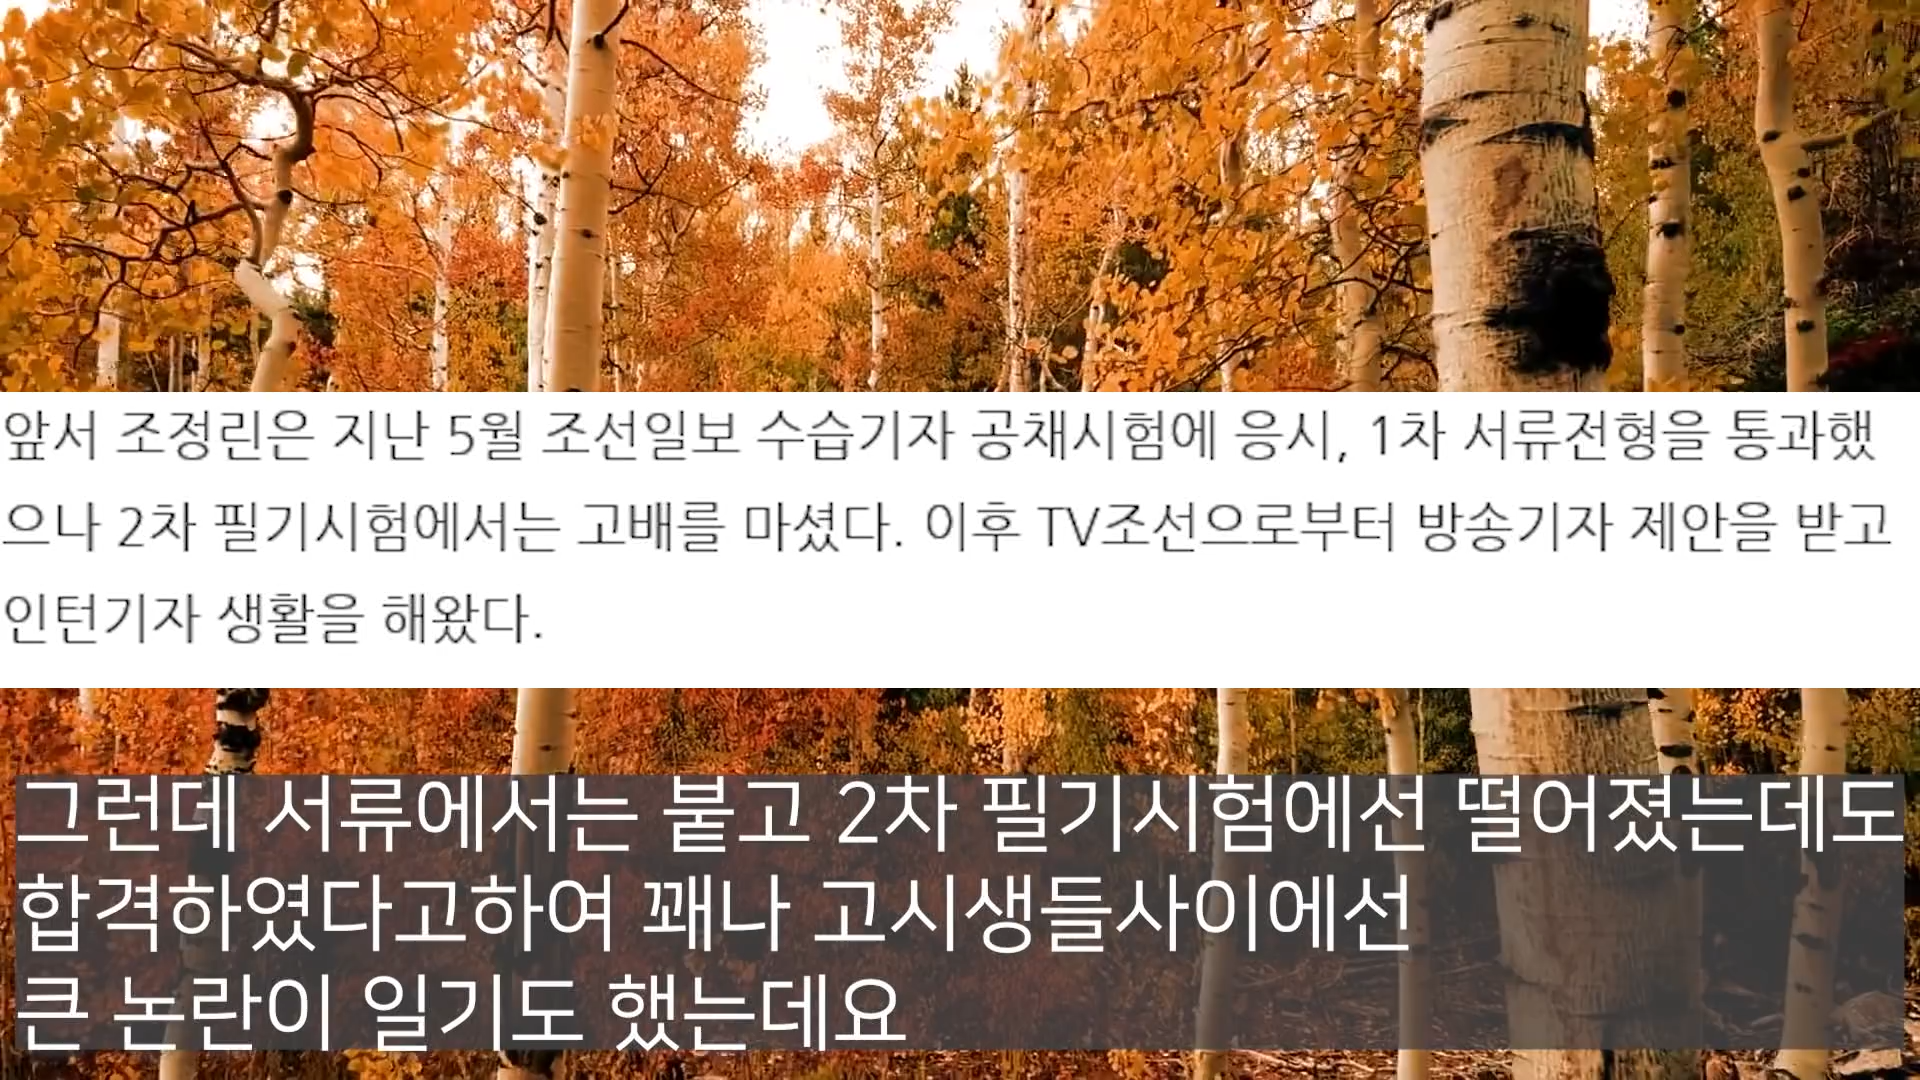 앞서 조정린은 지난 5월 조선일보 수습기자 공채시험에 응시, 1차 서류전형을 통과했
으나 2차 필기시험에서는 고배를 마셨다. 이후 TV조선으로부터 방송기자 제안을 받고
인턴기자 생활을 해왔다.
그런데 서류에서는 붙고 2차 필기시험에선 떨어졌는데도
합격하였다고하여 꽤나 고시생들사이에선
큰 논란이 일기도 했는데요